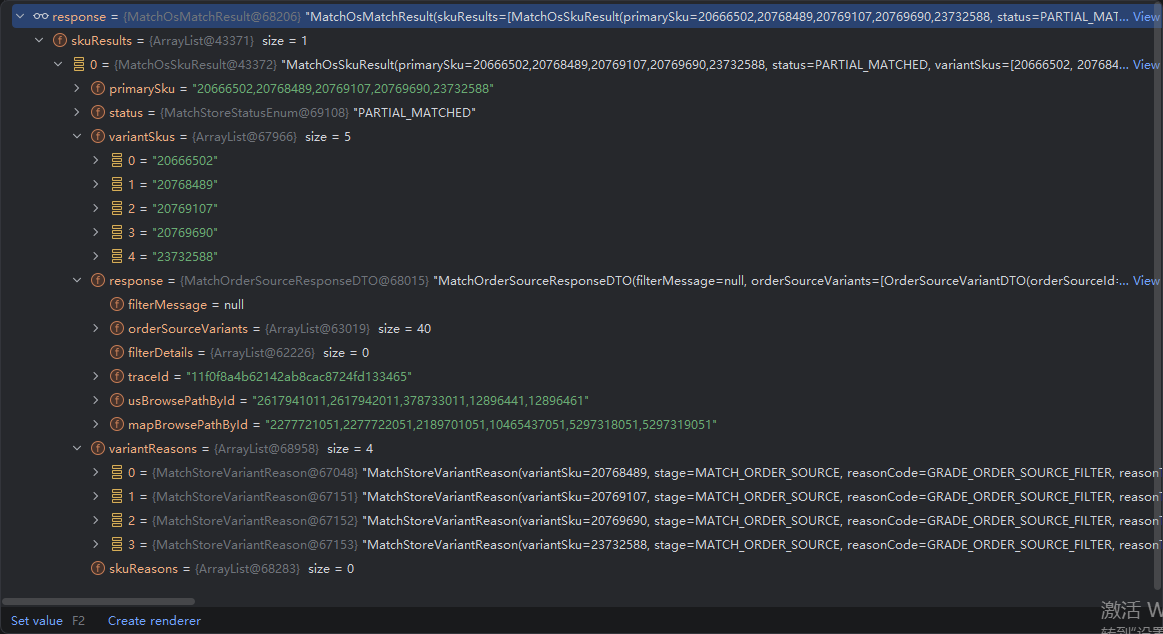 response = {MatchOsMatchResult@68206} "MatchOsMatchResult(skuResults=[MatchOsSkuResult(primarySku=20666502,20768489,20769107,20769690,23732588, status=PARTIAL_MAT... View
skuResults = {ArrayList@43371} size = 1
0 = {MatchOsSkuResult@43372} "MatchOsSkuResult(primarySku=20666502,20768489,20769107,20769690,23732588, status=PARTIAL_MATCHED, variantSkus=[20666502, 207684... View
primarySku = "20666502,20768489,20769107,20769690,23732588"
status = {MatchStoreStatusEnum@69108} "PARTIAL_MATCHED"
variantSkus = {ArrayList@67966} size = 5
0 = "20666502"
1 = "20768489"
2 = "20769107"
3 = "20769690"
4 = "23732588"
response = {MatchOrderSourceResponseDTO@68015} "MatchOrderSourceResponseDTO(filterMessage=null, orderSourceVariants=[OrderSourceVariantDTO(orderSourceId=... View
filterMessage = null
orderSourceVariants = {ArrayList@63019} size = 40
filterDetails = {ArrayList@62226} size = 0
traceId = "11f0f8a4b62142ab8cac8724fd133465"
usBrowsePathById = "2617941011,2617942011,378733011,12896441,12896461"
mapBrowsePathById = "2277721051,2277722051,2189701051,10465437051,5297318051,5297319051"
variantReasons = {ArrayList@68958} size = 4
0 = {MatchStoreVariantReason@67048} "MatchStoreVariantReason(variantSku=20768489, stage=MATCH_ORDER_SOURCE, reasonCode=GRADE_ORDER_SOURCE_FILTER, reason
1 = {MatchStoreVariantReason@67151} "MatchStoreVariantReason(variantSku=20769107, stage=MATCH_ORDER_SOURCE, reasonCode=GRADE_ORDER_SOURCE_FILTER, reason
2 = {MatchStoreVariantReason@67152} "MatchStoreVariantReason(variantSku=20769690, stage=MATCH_ORDER_SOURCE, reasonCode=GRADE_ORDER_SOURCE_FILTER, reason
3 = {MatchStoreVariantReason@67153} "MatchStoreVariantReason(variantSku=23732588, stage=MATCH_ORDER_SOURCE, reasonCode=GRADE_ORDER_SOURCE_FILTER, reason
skuReasons = {ArrayList@68283} size = 0
激活 W
Set value F2 Create renderer